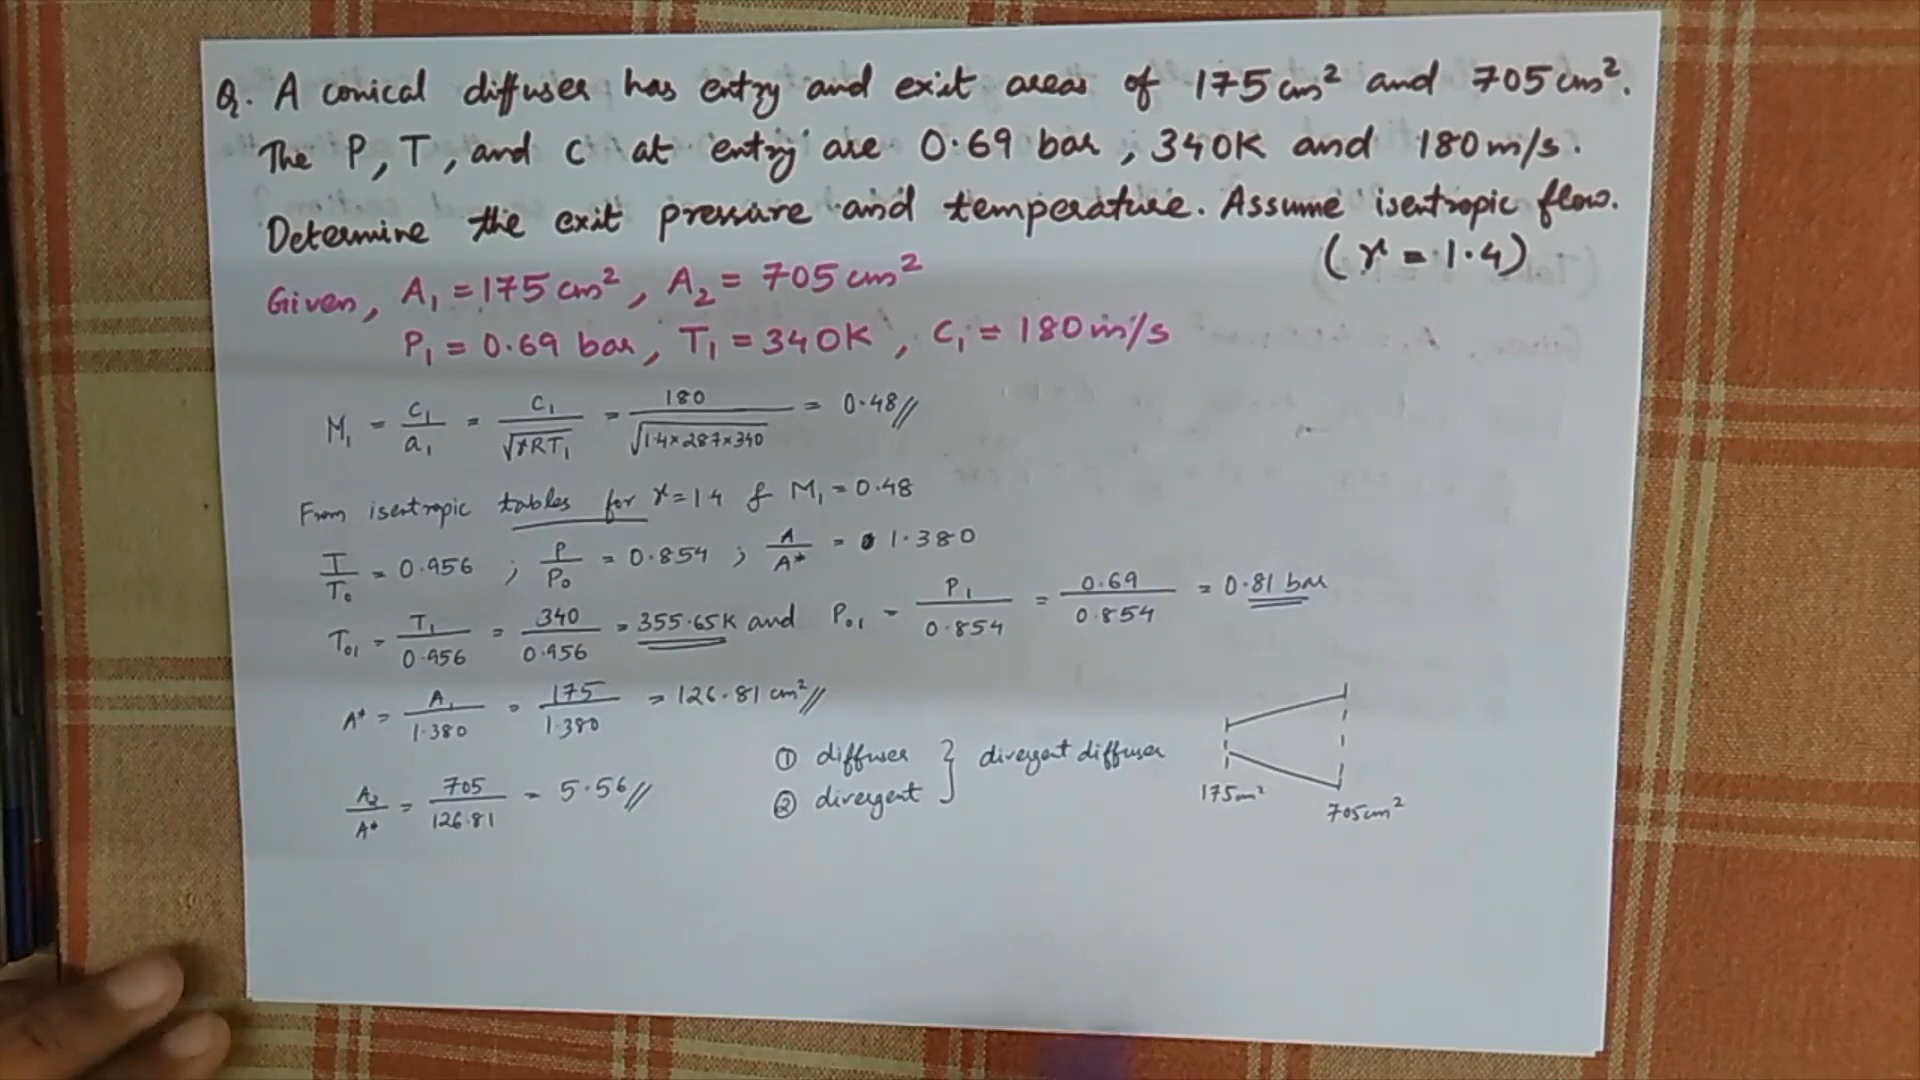 Q. A conical diffuser has entry and exit areas of 175 cm² and 705 cm².
The P, T, and C at entry are 0.69 bar, 340K and 180 m/s.
Determine the exit pressure and temperature. Assume isentropic flow.
(γ = 1.4)
Given, A₁ = 175 cm², A₂ = 705 cm²
P₁ = 0.69 bar, T₁ = 340K, C₁ = 180 m/s
M₁ = C₁/a₁ = C₁/√γRT₁ = 180/√1.4×287×340 = 0.48//
From isentropic tables for γ = 1.4 & M₁ = 0.48
T/T₀ = 0.956 ; P/P₀ = 0.854 ; A/A* = 1.380
T₀₁ = T₁/0.956 = 340/0.956 = 355.65K and P₀₁ = P₁/0.854 = 0.69/0.854 = 0.81 bar
A* = A₁/1.380 = 175/1.380 = 126.81 cm²//
A₂/A* = 705/126.81 = 5.56//
① diffuser
② divergent } divergent diffuser
175cm²
705cm²